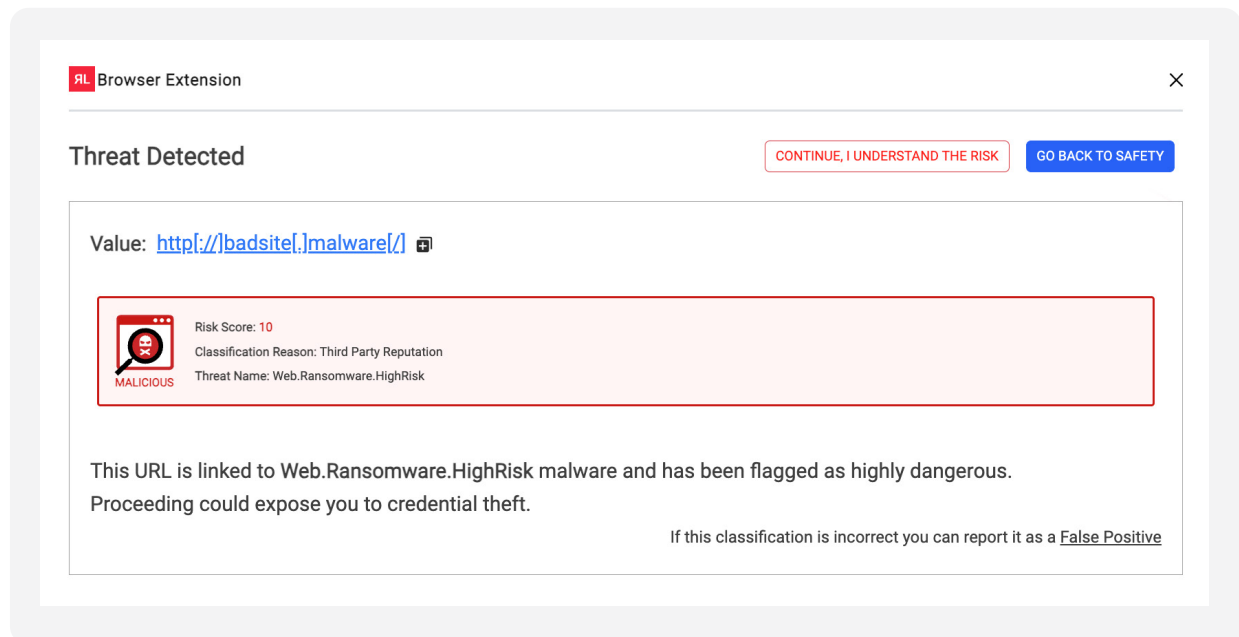 ЯL Browser Extension
Threat Detected
CONTINUE, I UNDERSTAND THE RISK
GO BACK TO SAFETY
Value: http[://]badsite[.]malware[/]
Risk Score: 10
Classification Reason: Third Party Reputation
Threat Name: Web.Ransomware.HighRisk
MALICIOUS
This URL is linked to Web.Ransomware.HighRisk malware and has been flagged as highly dangerous.
Proceeding could expose you to credential theft.
If this classification is incorrect you can report it as a False Positive